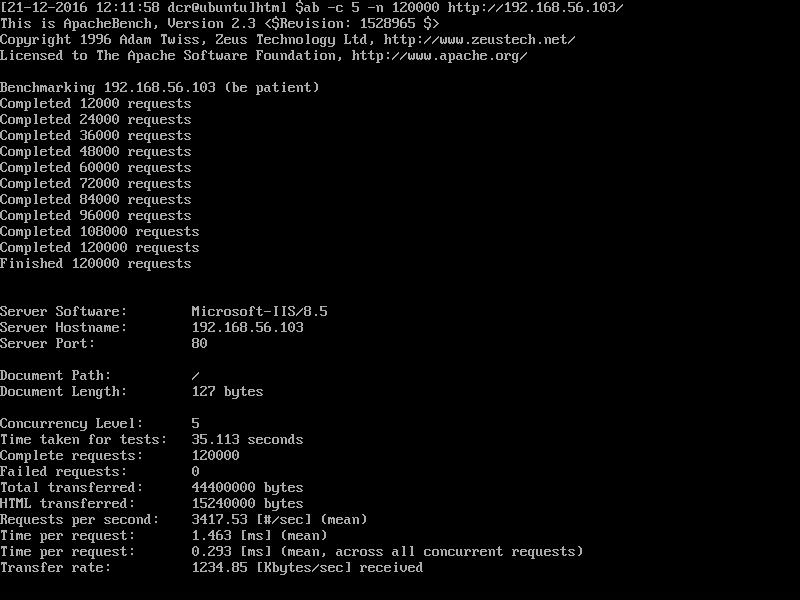 [21-12-2016 12:11:58 dcr@ubuntu]html $ab -c 5 -n 120000 http://192.168.56.103/
This is ApacheBench, Version 2.3 <$Revision: 1528965 $>
Copyright 1996 Adam Twiss, Zeus Technology Ltd, http://www.zeustech.net/
Licensed to The Apache Software Foundation, http://www.apache.org/
Benchmarking 192.168.56.103 (be patient)
Completed 12000 requests
Completed 24000 requests
Completed 36000 requests
Completed 48000 requests
Completed 60000 requests
Completed 72000 requests
Completed 84000 requests
Completed 96000 requests
Completed 108000 requests
Completed 120000 requests
Finished 120000 requests
Server Software: Microsoft-IIS/8.5
Server Hostname: 192.168.56.103
Server Port: 80
Document Path: /
Document Length: 127 bytes
Concurrency Level: 5
Time taken for tests: 35.113 seconds
Complete requests: 120000
Failed requests: 0
Total transferred: 44400000 bytes
HTML transferred: 15240000 bytes
Requests per second: 3417.53 [#/sec] (mean)
Time per request: 1.463 [ms] (mean)
Time per request: 0.293 [ms] (mean, across all concurrent requests)
Transfer rate: 1234.85 [Kbytes/sec] received